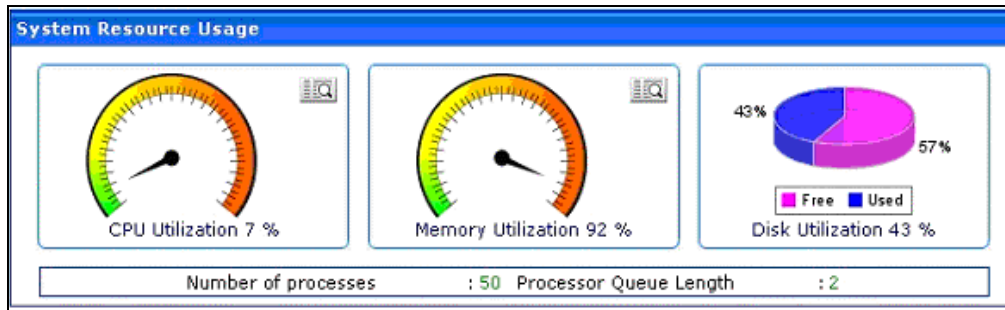 System Resource Usage
CPU Utilization 7 %
Memory Utilization 92 %
43%
57%
Free Used
Disk Utilization 43 %
Number of processes : 50 Processor Queue Length : 2